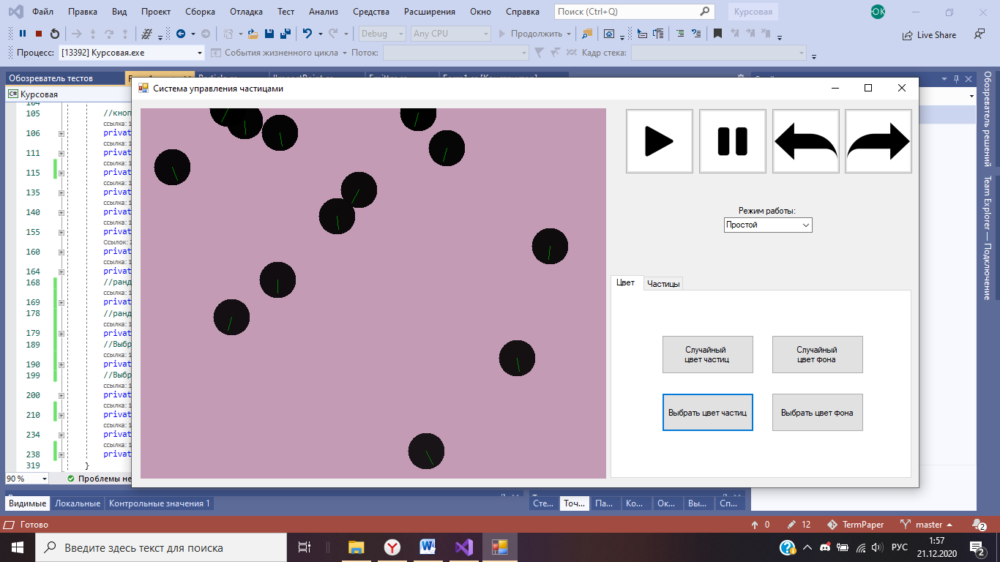 Файл Правка Вид Проект Сборка Отладка Тест Анализ Средства Расширения Окно Справка Поиск (Ctrl+Q) Курсовая ОК
Debug Any CPU Продолжить Live Share
Процесс: [13392] Курсовая.exe События жизненного цикла Поток: Кадр стека:
Обозреватель тестов
Курсовая
Система управления частицами
104
105 //кноп
ссылка: 1
106 privat
ссылка: 1
111 privat
ссылка: 1
115 privat
ссылка: 1
135 privat
ссылка: 1
140 privat
ссылка: 1
155 privat
Ссылок: 2
160 privat
ссылка: 1
164 privat
168 //ранд
ссылка: 1
169 privat
178 //ранд
ссылка: 1
179 privat
189 //Выбр
ссылка: 1
190 privat
199 //Выбр
ссылка: 1
200 privat
ссылка: 1
210 privat
ссылка: 1
234 privat
ссылка: 1
238 privat
319 }
90 % Проблемы не
Режим работы:
Простой
Цвет Частицы
Случайный
цвет частиц
Случайный
цвет фона
Выбрать цвет частиц Выбрать цвет фона
Обозреватель решений
Team Explorer — Подключение
Видимые Локальные Контрольные значения 1 Сте... Точ... Па... Ко... Ок... Вы... Сп...
Готово 0 12 TermPaper master 2
Введите здесь текст для поиска РУС 1:57
21.12.2020 2